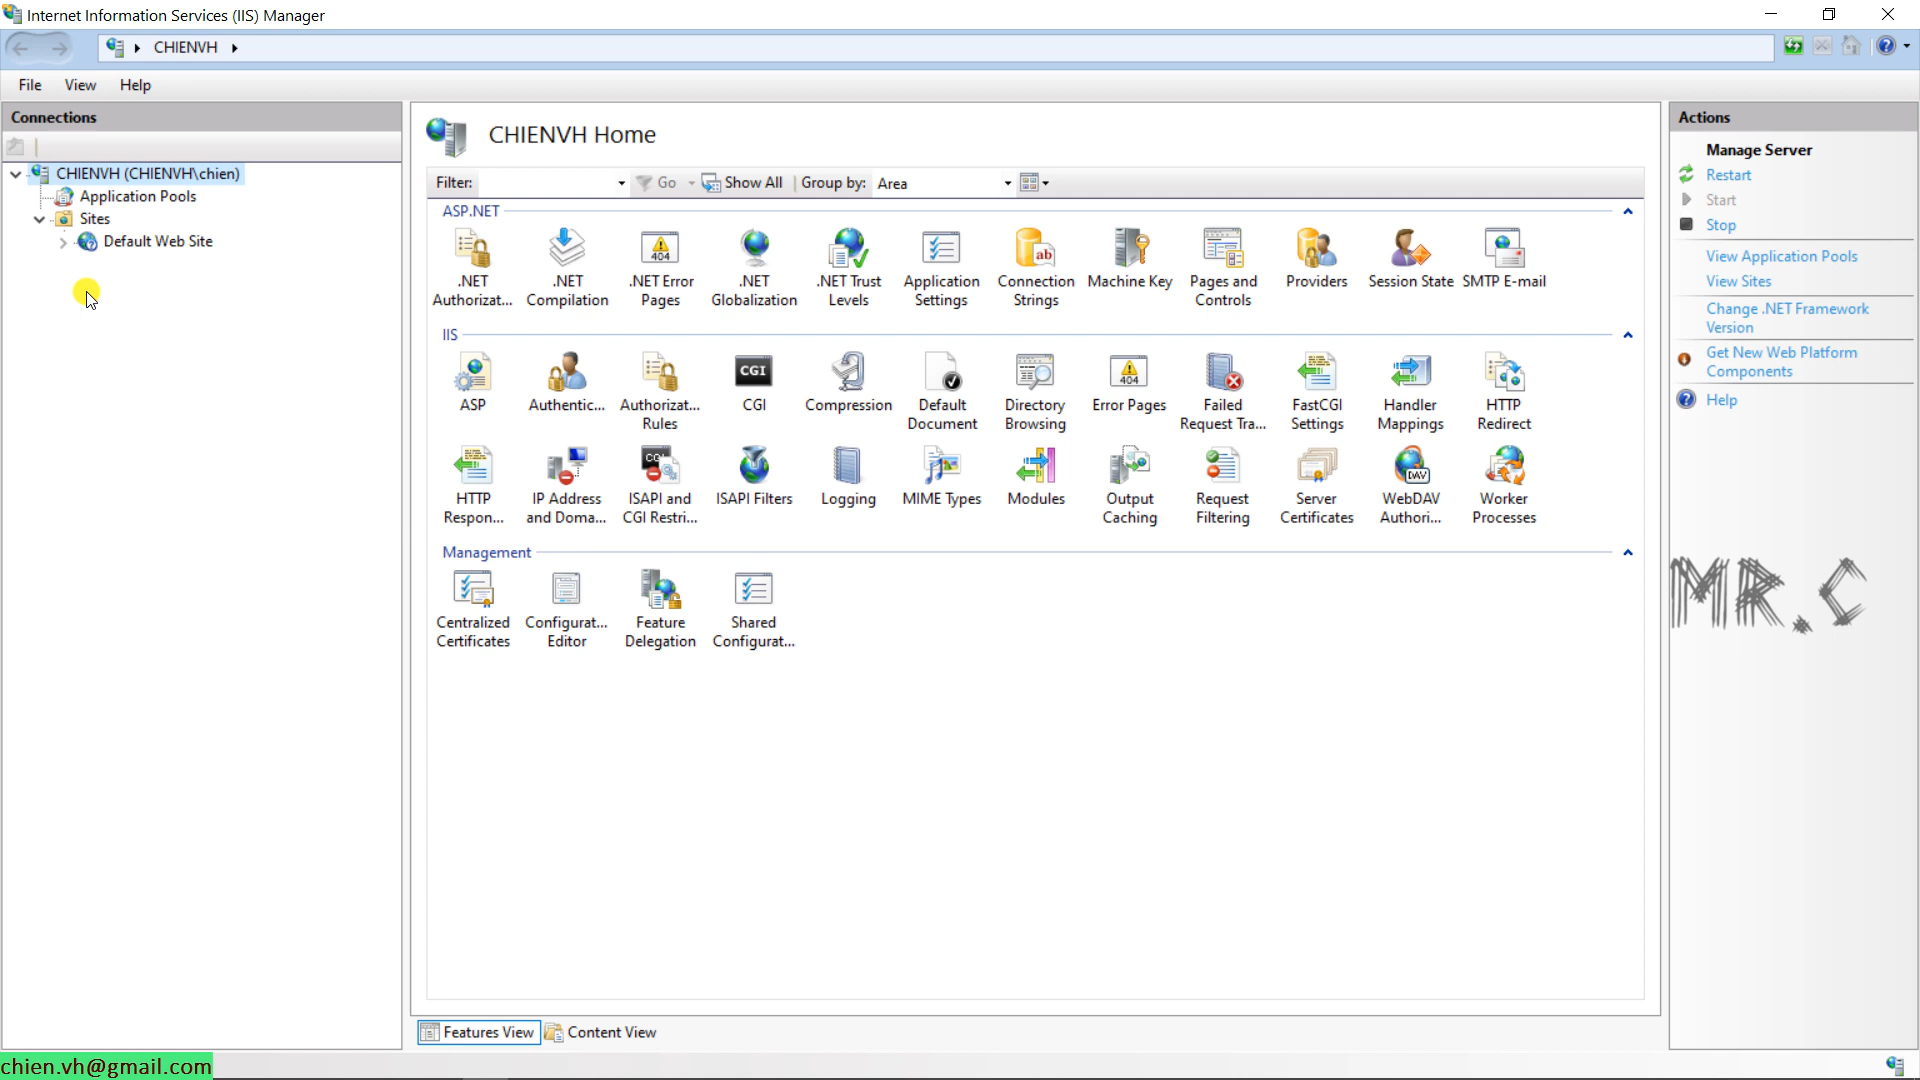 Internet Information Services (IIS) Manager
CHIENVH
File View Help
Connections
CHIENVH (CHIENVH\chien)
Application Pools
Sites
Default Web Site
CHIENVH Home
Filter: Go Show All Group by: Area
ASP.NET
.NET Authorizat...
.NET Compilation
.NET Error Pages
.NET Globalization
.NET Trust Levels
Application Settings
Connection Strings
Machine Key
Pages and Controls
Providers
Session State
SMTP E-mail
IIS
ASP
Authentic...
Authorizat... Rules
CGI
Compression
Default Document
Directory Browsing
Error Pages
Failed Request Tra...
FastCGI Settings
Handler Mappings
HTTP Redirect
HTTP Respon...
IP Address and Doma...
ISAPI and CGI Restri...
ISAPI Filters
Logging
MIME Types
Modules
Output Caching
Request Filtering
Server Certificates
WebDAV Authori...
Worker Processes
Management
Centralized Certificates
Configurat... Editor
Feature Delegation
Shared Configurat...
Features View Content View
Actions
Manage Server
Restart
Start
Stop
View Application Pools
View Sites
Change .NET Framework
Version
Get New Web Platform
Components
Help
MR.C
chien.vh@gmail.com